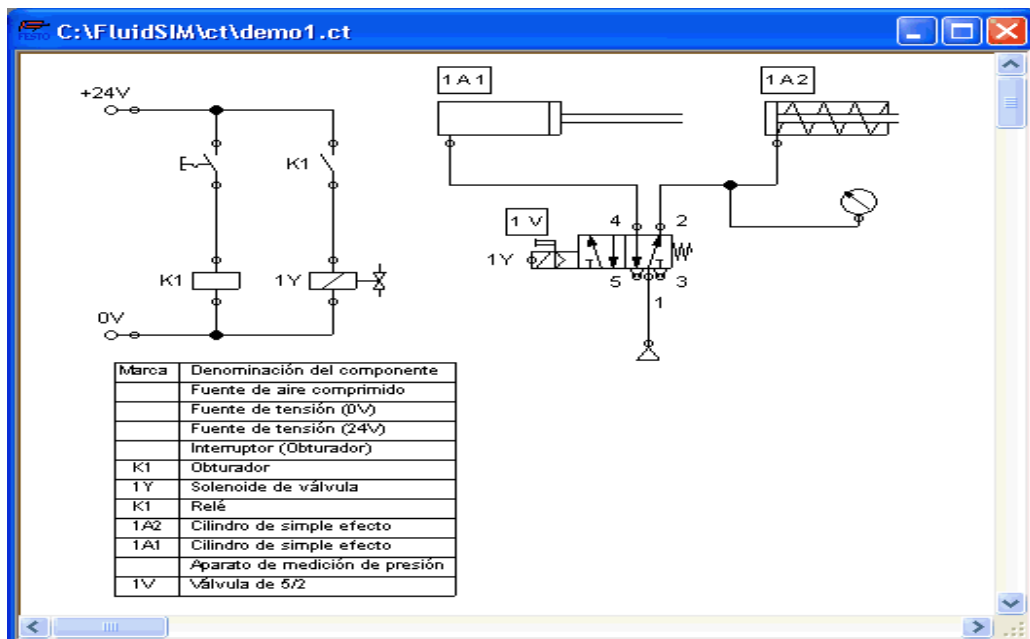 FESTO C:\FluidSIM\ct\demo1.ct
1A1 1A2
+24V
K1
1V 4 2
1Y
K1 1Y 5 3
1
0V
Marca Denominación del componente
Fuente de aire comprimido
Fuente de tensión (0V)
Fuente de tensión (24V)
Interruptor (Obturador)
K1 Obturador
1Y Solenoide de válvula
K1 Relé
1A2 Cilindro de simple efecto
1A1 Cilindro de simple efecto
Aparato de medición de presión
1V Válvula de 5/2